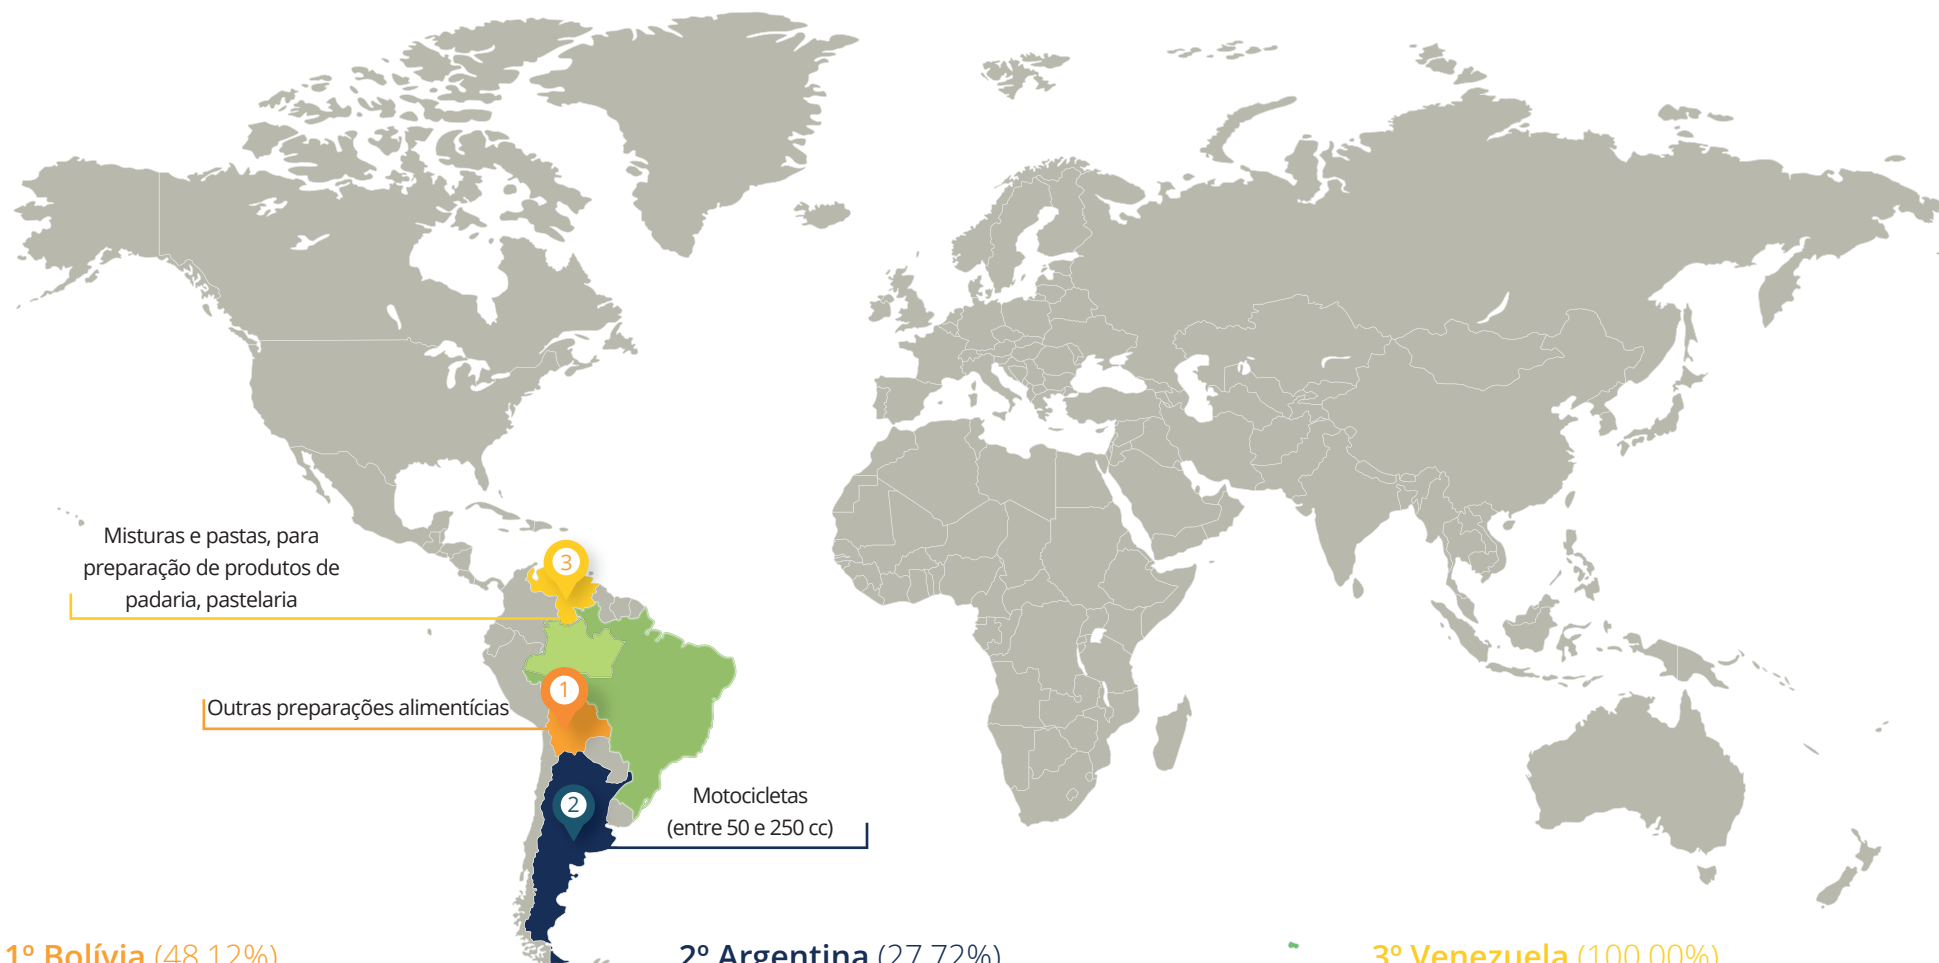 Misturas e pastas, para
preparação de produtos de
padaria, pastelaria
3
1
Outras preparações alimentícias
2
Motocicletas
(entre 50 e 250 cc)
1º Bolívia (48,12%)
2º Argentina (27,72%)
3º Venezuela (100,00%)